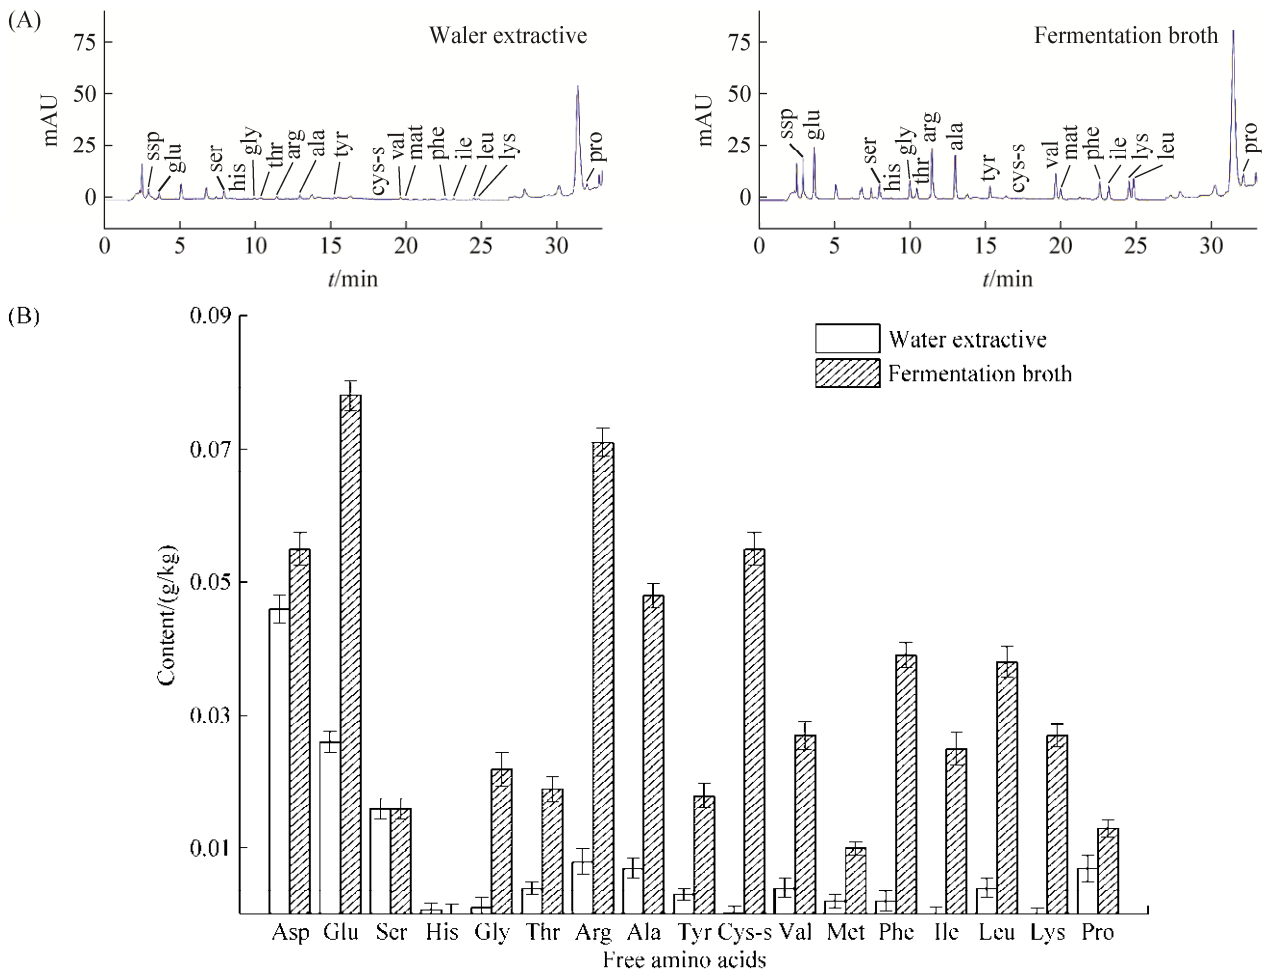 (A)
Waler extractive
75
50
25
0
mAU
ssp
glu
ser
his
gly
thr
arg
ala
tyr
cys-s
val
mat
phe
ile
leu
lys
pro
0 5 10 15 20 25 30
t/min
Fermentation broth
75
50
25
0
mAU
ssp
glu
ser
his
gly
thr
arg
ala
tyr
cys-s
val
mat
phe
ile
lys
leu
pro
0 5 10 15 20 25 30
t/min
(B)
0.09
0.07
0.05
0.03
0.01
Content/(g/kg)
Water extractive
Fermentation broth
Asp Glu Ser His Gly Thr Arg Ala Tyr Cys-s Val Met Phe Ile Leu Lys Pro
Free amino acids